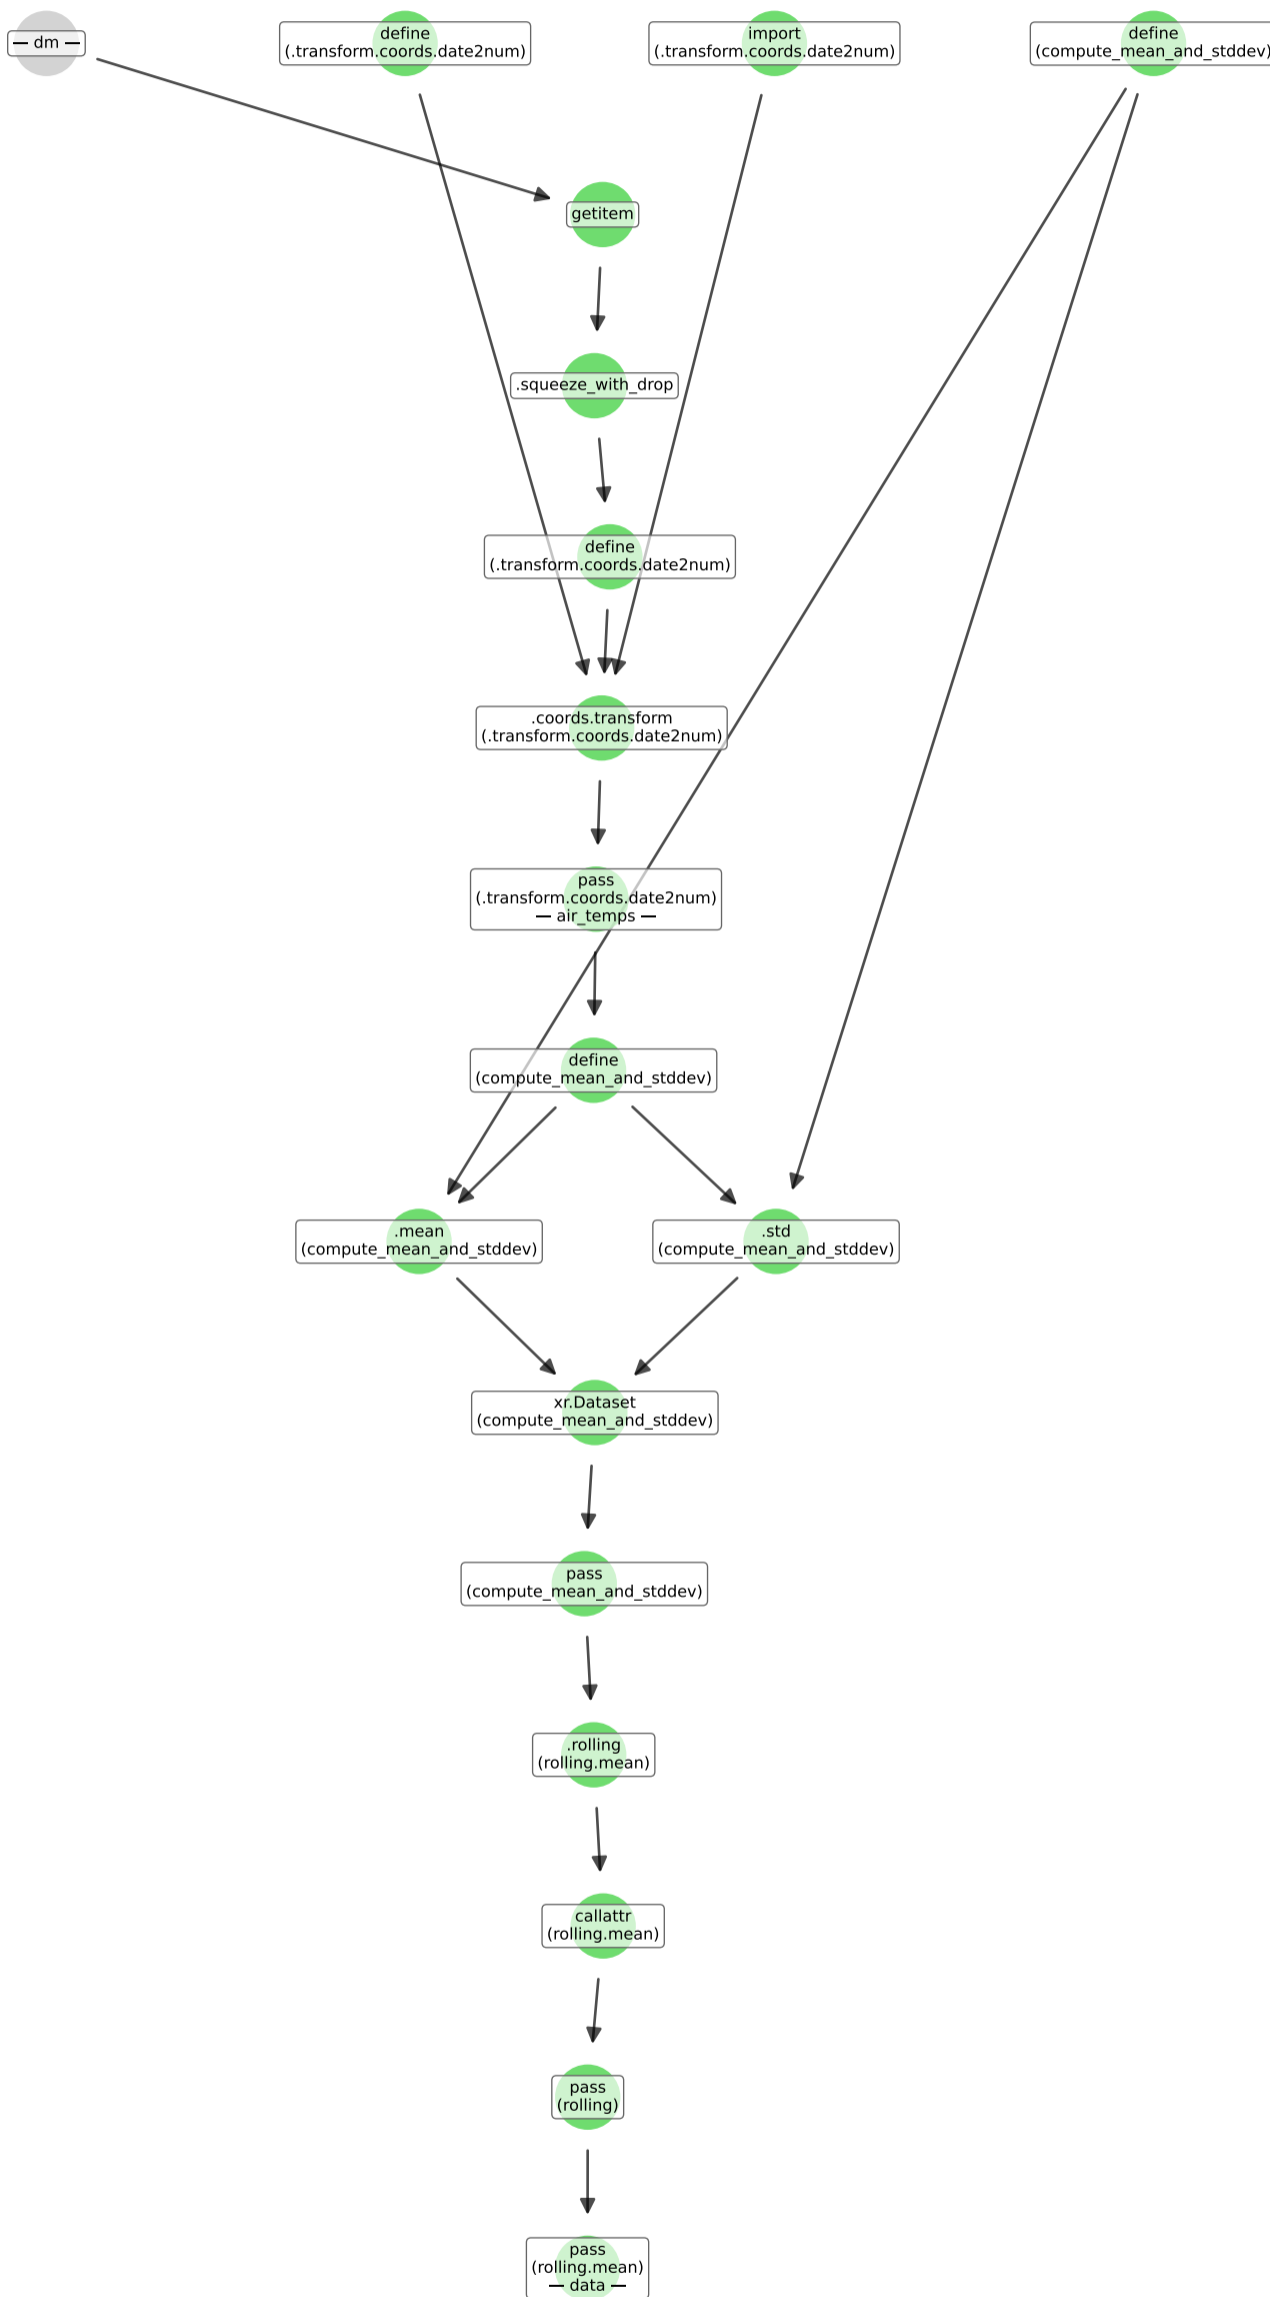 — dm —
define
(.transform.coords.date2num)
import
(.transform.coords.date2num)
define
(compute_mean_and_stddev)
getitem
.squeeze_with_drop
define
(.transform.coords.date2num)
.coords.transform
(.transform.coords.date2num)
pass
(.transform.coords.date2num)
— air_temps —
define
(compute_mean_and_stddev)
.mean
(compute_mean_and_stddev)
.std
(compute_mean_and_stddev)
xr.Dataset
(compute_mean_and_stddev)
pass
(compute_mean_and_stddev)
.rolling
(rolling.mean)
callattr
(rolling.mean)
pass
(rolling)
pass
(rolling.mean)
— data —